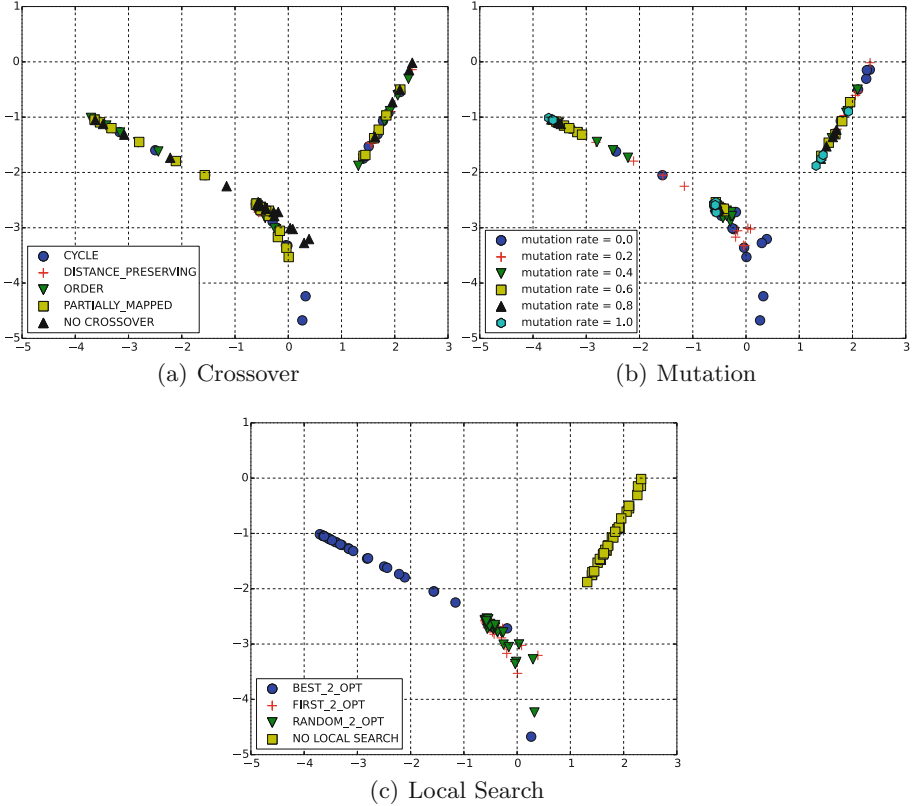 1
0
−1
−2
−3
−4
−5
−5 −4 −3 −2 −1 0 1 2 3
CYCLE
DISTANCE_PRESERVING
ORDER
PARTIALLY_MAPPED
NO CROSSOVER
(a) Crossover
1
0
−1
−2
−3
−4
−5
−5 −4 −3 −2 −1 0 1 2 3
mutation rate = 0.0
mutation rate = 0.2
mutation rate = 0.4
mutation rate = 0.6
mutation rate = 0.8
mutation rate = 1.0
(b) Mutation
1
0
−1
−2
−3
−4
−5
−5 −4 −3 −2 −1 0 1 2 3
BEST_2_OPT
FIRST_2_OPT
RANDOM_2_OPT
NO LOCAL SEARCH
(c) Local Search